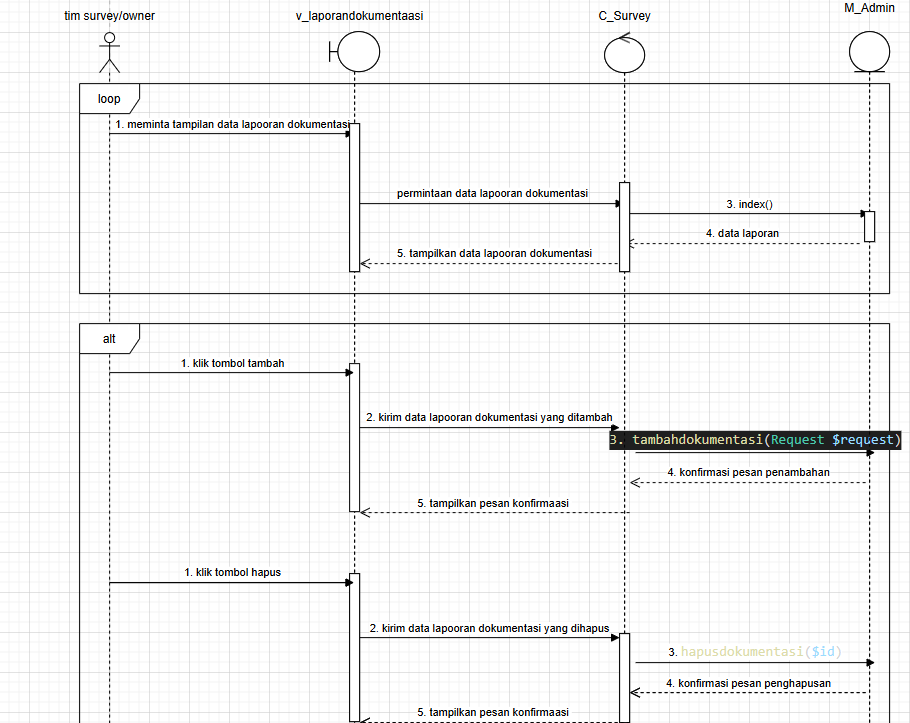 tim survey/owner
v_laporandokumentaasi
C_Survey
M_Admin
loop
1. meminta tampilan data lapooran dokumentasi
permintaan data lapooran dokumentasi
3. index()
4. data laporan
5. tampilkan data lapooran dokumentasi
alt
1. klik tombol tambah
2. kirim data lapooran dokumentasi yang ditambah
3. tambahdokumentasi(Request $request)
4. konfirmasi pesan penambahan
5. tampilkan pesan konfirmaasi
1. klik tombol hapus
2. kirim data lapooran dokumentasi yang dihapus
3. hapusdokumentasi($id)
4. konfirmasi pesan penghapusan
5. tampilkan pesan konfirmaasi